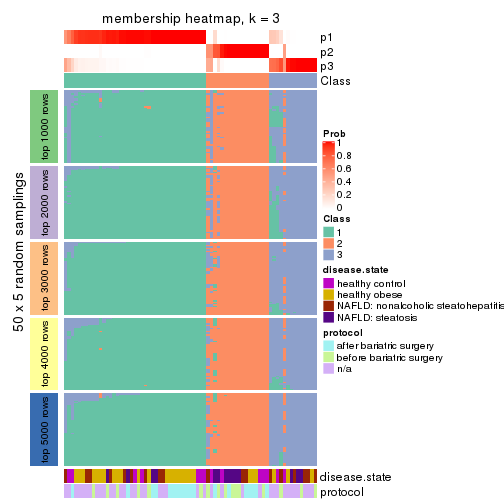 membership heatmap, k = 3
p1
p2
p3
Class
50 x 5 random samplings
top 1000 rows
top 2000 rows
top 3000 rows
top 4000 rows
top 5000 rows
disease.state
protocol
Prob
1
0.8
0.6
0.4
0.2
0
Class
1
2
3
disease.state
healthy control
healthy obese
NAFLD: nonalcoholic steatohepatitis
NAFLD: steatosis
protocol
after bariatric surgery
before bariatric surgery
n/a